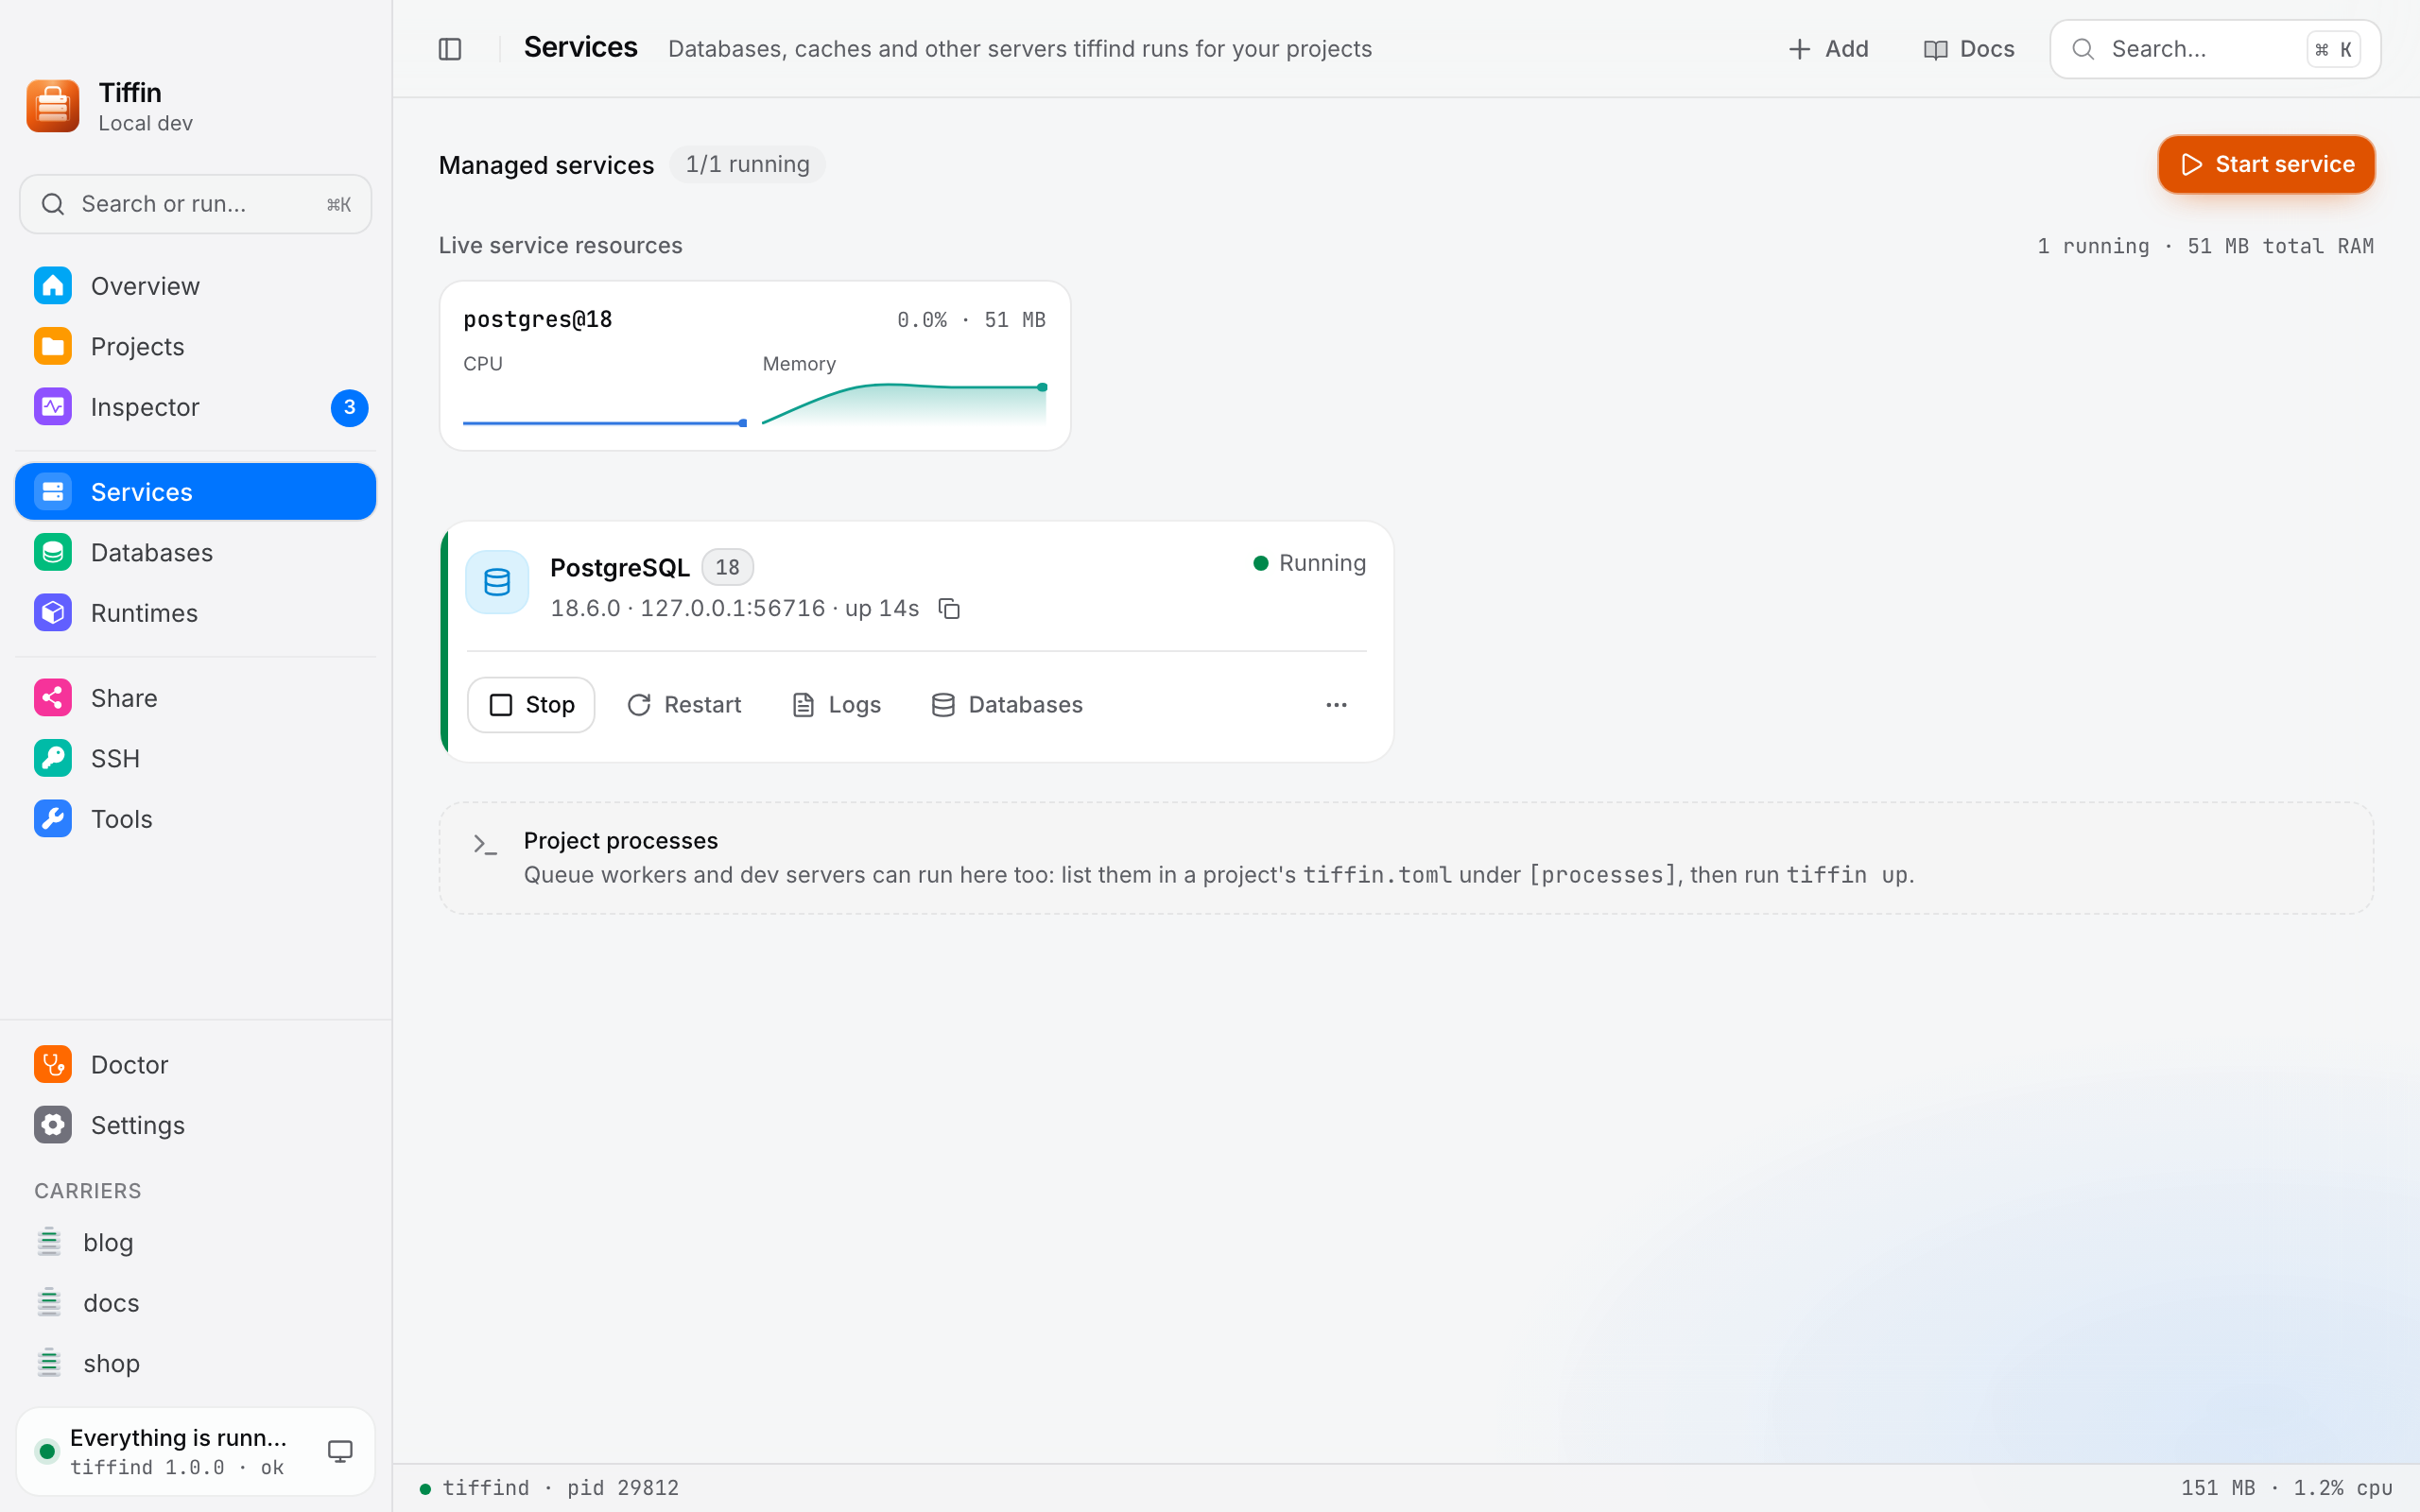 Tiffin
Local dev
Search or run... ⌘K
Overview
Projects
Inspector 3
Services
Databases
Runtimes
Share
SSH
Tools
Doctor
Settings
CARRIERS
blog
docs
shop
Everything is runn...
tiffind 1.0.0 · ok
Services Databases, caches and other servers tiffind runs for your projects
Add Docs Search... ⌘ K
Managed services 1/1 running
Start service
Live service resources 1 running · 51 MB total RAM
postgres@18 0.0% · 51 MB
CPU Memory
PostgreSQL 18 Running
18.6.0 · 127.0.0.1:56716 · up 14s
Stop Restart Logs Databases
Project processes
Queue workers and dev servers can run here too: list them in a project's tiffin.toml under [processes], then run tiffin up.
tiffind · pid 29812 151 MB · 1.2% cpu